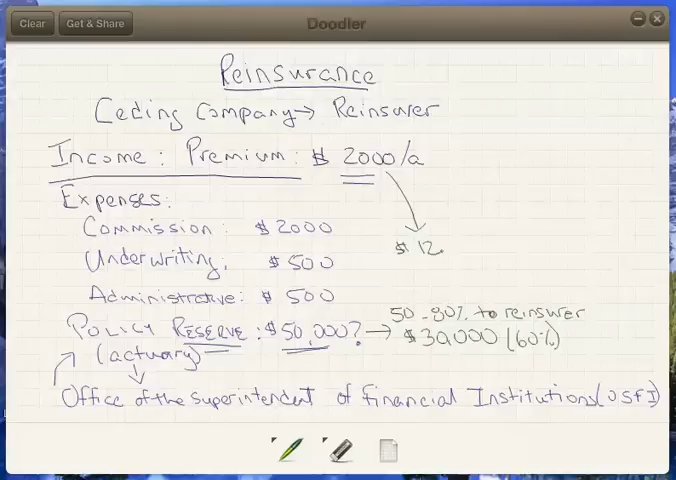 Clear Get & Share Doodler
Reinsurance
Ceding Company → Reinsurer
Income: Premium: $ 2000/a
Expenses:
Commission: $ 2000
$ 12
Underwriting: $ 500
Administrative: $ 500
50-80% to reinsurer
Policy Reserve: $50,000? → $30,000 (60%)
(actuary)
Office of the Superintendent of Financial Institutions (OSFI)